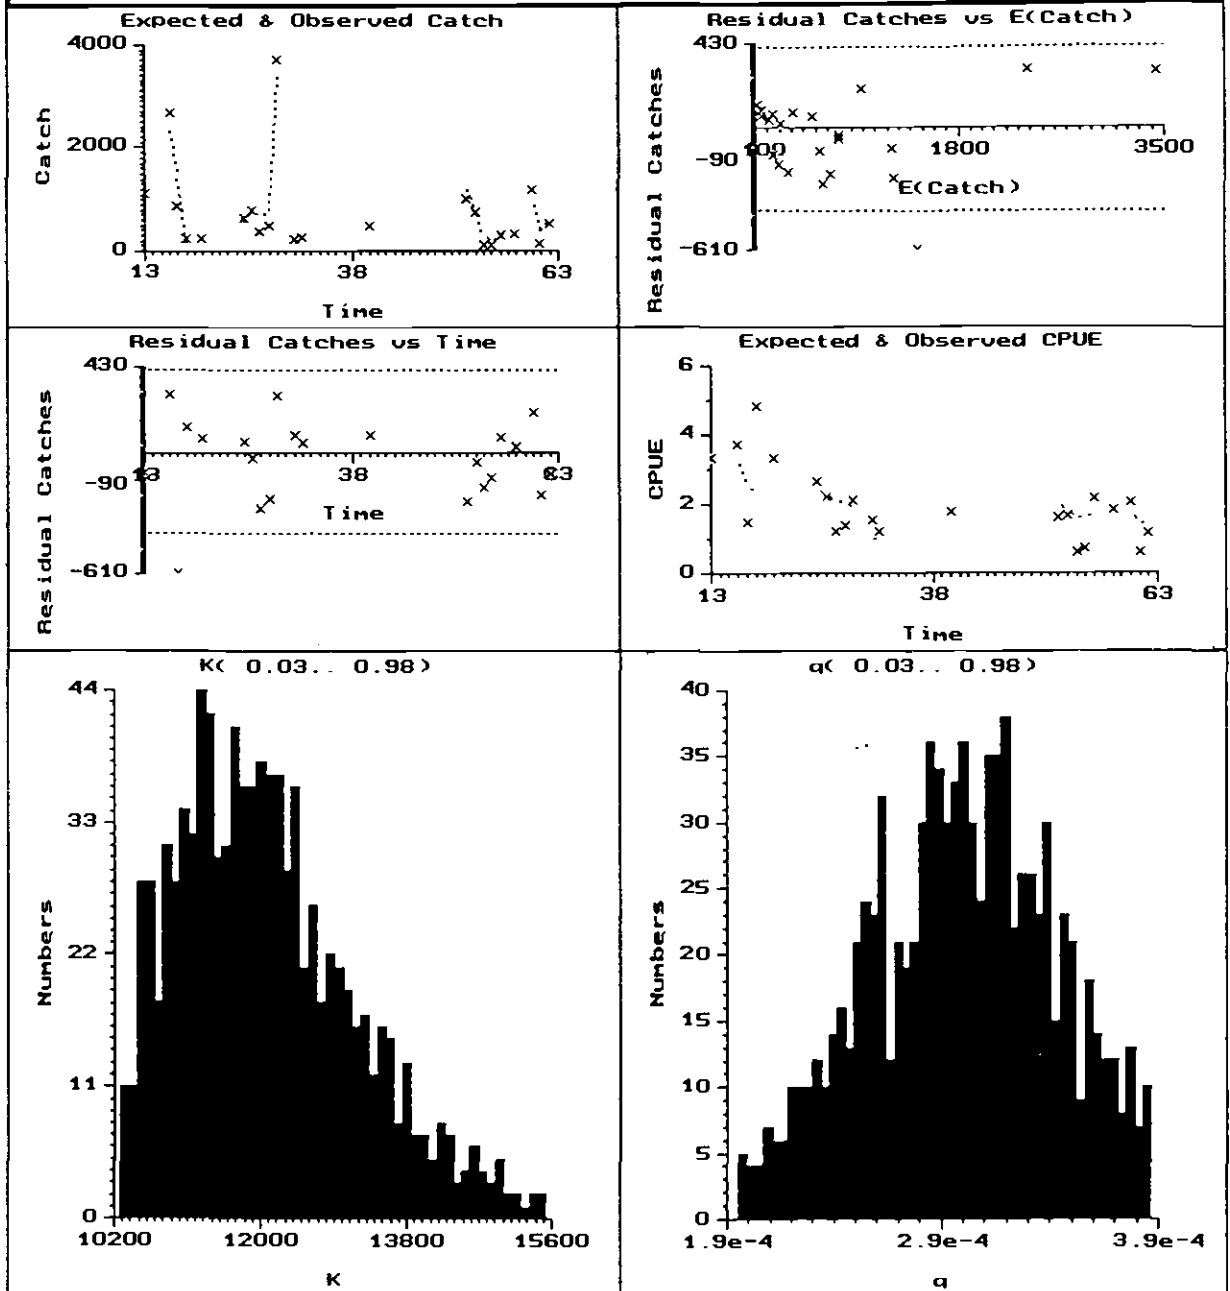 Expected & Observed Catch
4000
2000
0
Catch
13 38 63
Time
Residual Catches vs E(Catch)
430
-90
-610
Residual Catches
1800 3500
E(Catch)
Residual Catches vs Time
430
-90
-610
Residual Catches
38
Time
Expected & Observed CPUE
6
4
2
0
CPUE
13 38 63
Time
K( 0.03.. 0.98)
44
33
22
11
0
Numbers
10200 12000 13800 15600
K
q( 0.03.. 0.98)
40
35
30
25
20
15
10
5
0
Numbers
1.9e-4 2.9e-4 3.9e-4
q